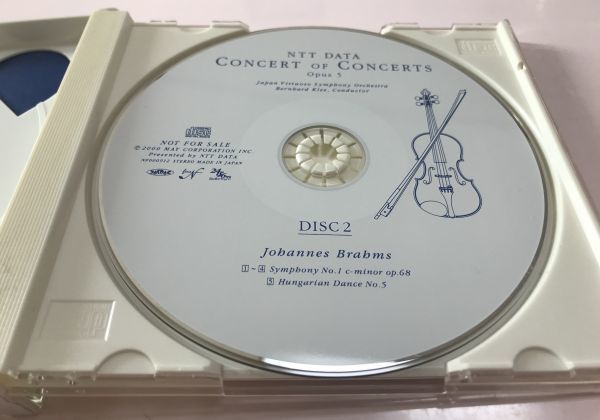 NTT DATA
CONCERT OF CONCERTS
Opus 5
Japan Virtuoso Symphony Orchestra
Bernhard Klee, Conductor
NOT FOR SALE
©2000 MAY CORPORATION INC.
Presented by NTT DATA
NF000912 STEREO MADE IN JAPAN
DISC 2
Johannes Brahms
1~4 Symphony No.1 c-minor op.68
5 Hungarian Dance No.5